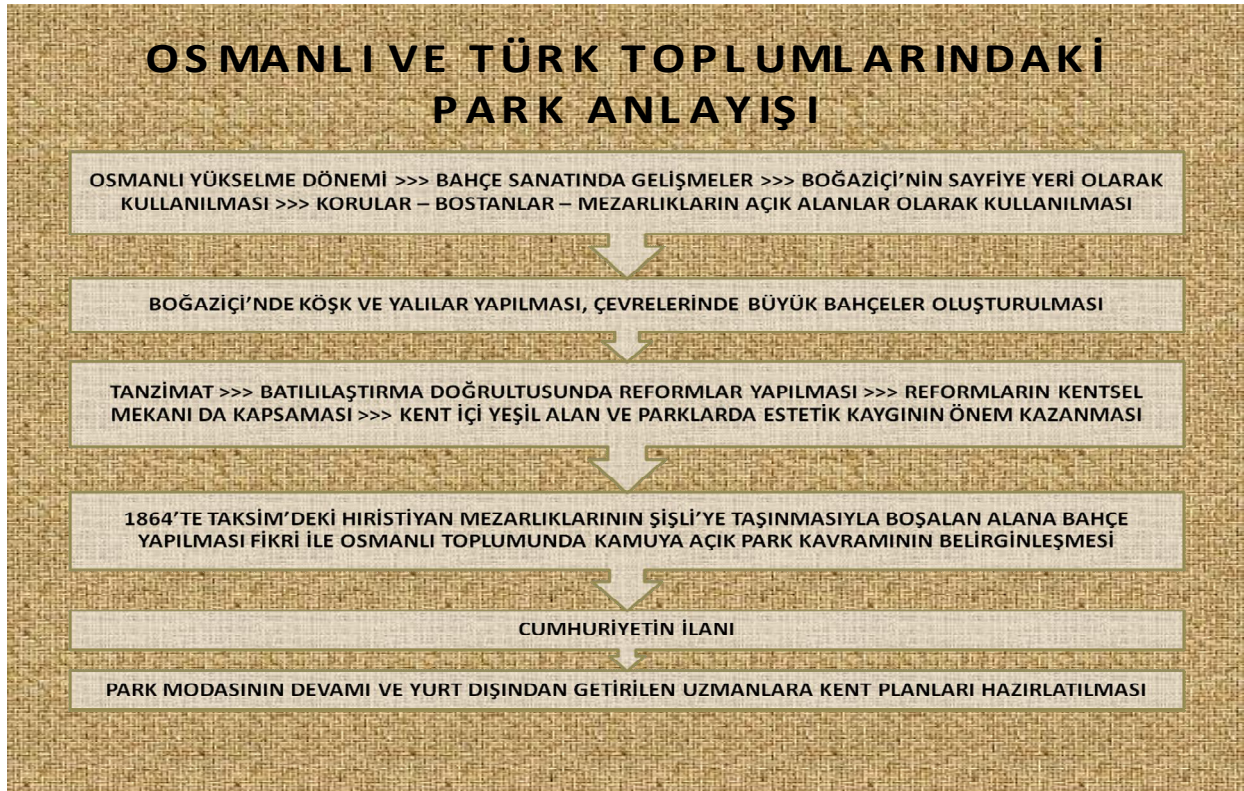 OSMANLI VE TÜRK TOPLUMLARINDAKİ
PARK ANLAYIŞI
OSMANLI YÜKSELME DÖNEMİ >>> BAHÇE SANATINDA GELİŞMELER >>> BOĞAZİÇİ’NİN SAYFİYE YERİ OLARAK
KULLANILMASI >>> KORULAR – BOSTANLAR – MEZARLIKLARIN AÇIK ALANLAR OLARAK KULLANILMASI
BOĞAZİÇİ’NDE KÖŞK VE YALILAR YAPILMASI, ÇEVRELERİNDE BÜYÜK BAHÇELER OLUŞTURULMASI
TANZİMAT >>> BATILILAŞTIRMA DOĞRULTUSUNDA REFORMLAR YAPILMASI >>> REFORMLARIN KENTSEL
MEKANI DA KAPSAMASI >>> KENT İÇİ YEŞİL ALAN VE PARKLARDA ESTETİK KAYGININ ÖNEM KAZANMASI
1864’TE TAKSİM’DEKİ HIRİSTİYAN MEZARLIKLARININ ŞİŞLİ’YE TAŞINMASIYLA BOŞALAN ALANA BAHÇE
YAPILMASI FİKRİ İLE OSMANLI TOPLUMUNDA KAMUYA AÇIK PARK KAVRAMININ BELİRGİNLEŞMESİ
CUMHURİYETİN İLANI
PARK MODASININ DEVAMI VE YURT DIŞINDAN GETİRİLEN UZMANLARA KENT PLANLARI HAZIRLATILMASI